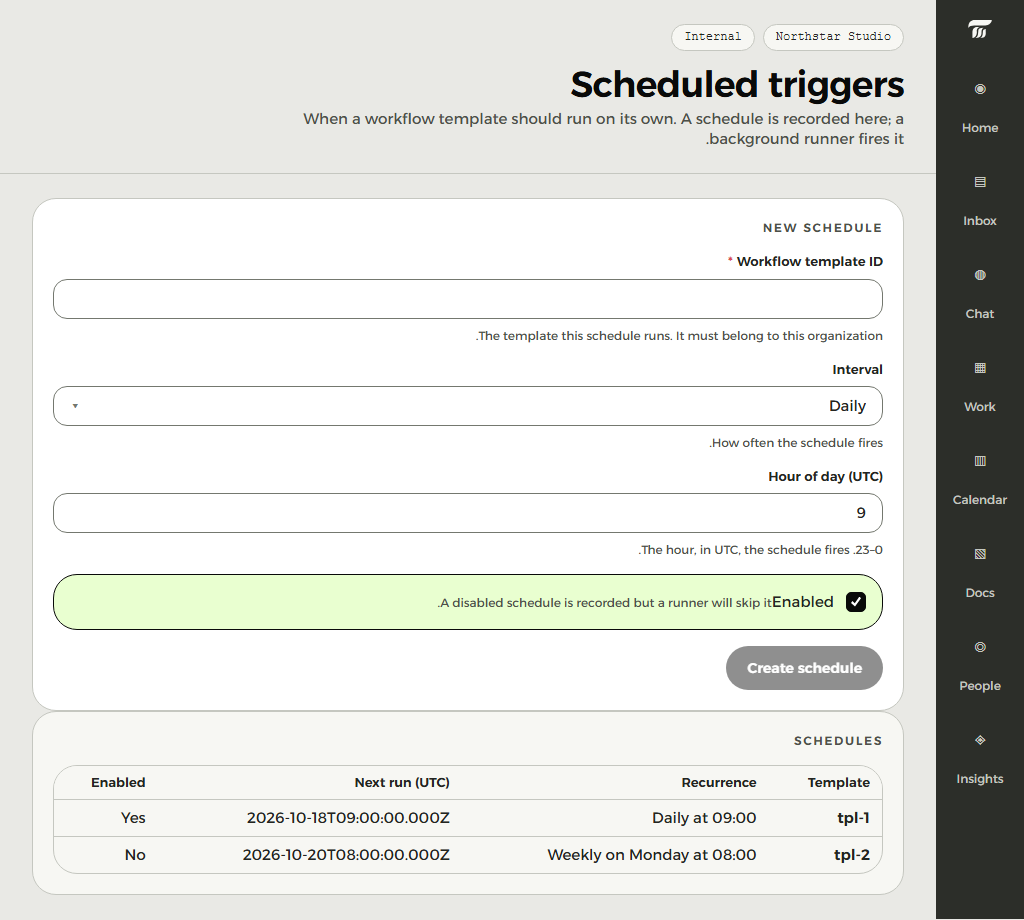 Northstar Studio
Internal
Scheduled triggers
When a workflow template should run on its own. A schedule is recorded here; a
.background runner fires it
NEW SCHEDULE
Workflow template ID *
.The template this schedule runs. It must belong to this organization
Interval
Daily
.How often the schedule fires
Hour of day (UTC)
9
.The hour, in UTC, the schedule fires .23–0
Enabled
.A disabled schedule is recorded but a runner will skip it
Create schedule
SCHEDULES
Template Recurrence Next run (UTC) Enabled
tpl-1 Daily at 09:00 2026-10-18T09:00:00.000Z Yes
tpl-2 Weekly on Monday at 08:00 2026-10-20T08:00:00.000Z No
Home
Inbox
Chat
Work
Calendar
Docs
People
Insights